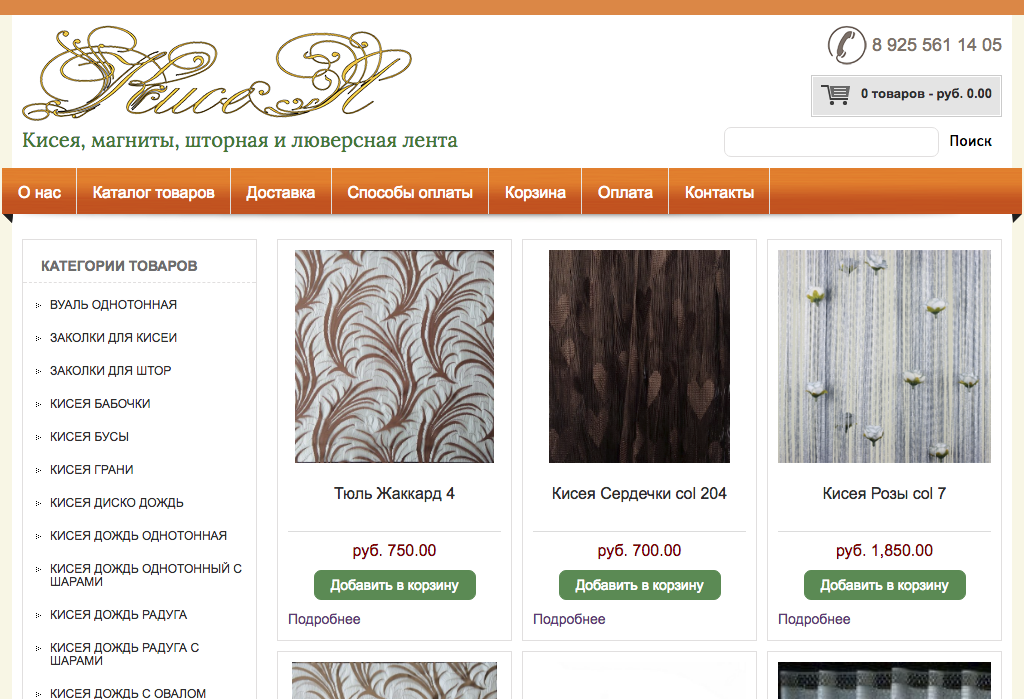 КисеЯ
8 925 561 14 05
0 товаров - руб. 0.00
Кисея, магниты, шторная и люверсная лента
Поиск
О нас
Каталог товаров
Доставка
Способы оплаты
Корзина
Оплата
Контакты
КАТЕГОРИИ ТОВАРОВ
ВУАЛЬ ОДНОТОННАЯ
ЗАКОЛКИ ДЛЯ КИСЕИ
ЗАКОЛКИ ДЛЯ ШТОР
КИСЕЯ БАБОЧКИ
КИСЕЯ БУСЫ
КИСЕЯ ГРАНИ
КИСЕЯ ДИСКО ДОЖДЬ
КИСЕЯ ДОЖДЬ ОДНОТОННАЯ
КИСЕЯ ДОЖДЬ ОДНОТОННЫЙ С
ШАРАМИ
КИСЕЯ ДОЖДЬ РАДУГА
КИСЕЯ ДОЖДЬ РАДУГА С
ШАРАМИ
КИСЕЯ ДОЖДЬ С ОВАЛОМ
Тюль Жаккард 4
руб. 750.00
Добавить в корзину
Подробнее
Кисея Сердечки col 204
руб. 700.00
Добавить в корзину
Подробнее
Кисея Розы col 7
руб. 1,850.00
Добавить в корзину
Подробнее